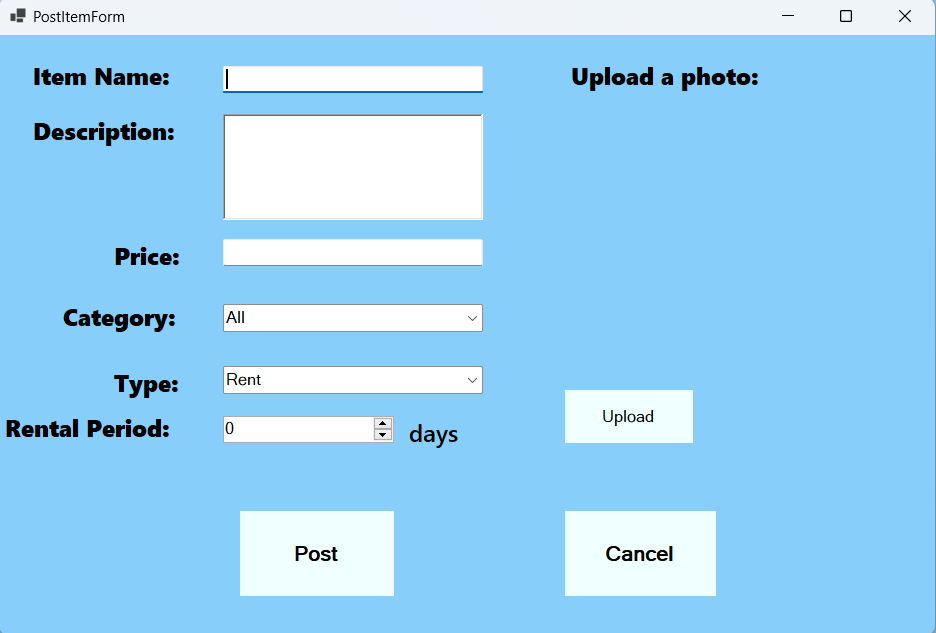 PostItemForm
Item Name:
Upload a photo:
Description:
Price:
Category:
All
Type:
Rent
Rental Period:
0
days
Upload
Post
Cancel